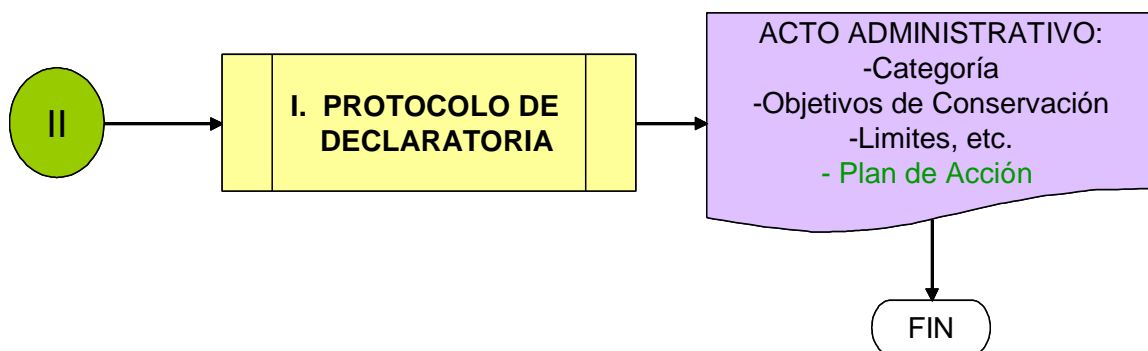 II
I. PROTOCOLO DE
DECLARATORIA
ACTO ADMINISTRATIVO:
-Categoría
-Objetivos de Conservación
-Limites, etc.
- Plan de Acción
FIN